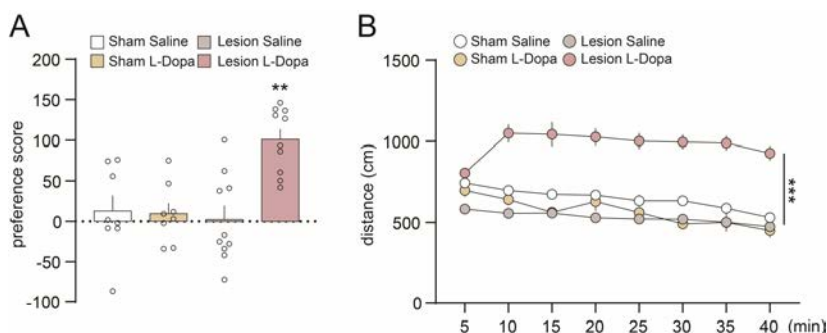 A
Sham Saline
Lesion Saline
Sham L-Dopa
Lesion L-Dopa
200
150
100
50
0
-50
-100
preference score
**
B
Sham Saline
Lesion Saline
Sham L-Dopa
Lesion L-Dopa
1500
1000
500
0
distance (cm)
***
5 10 15 20 25 30 35 40 (min)